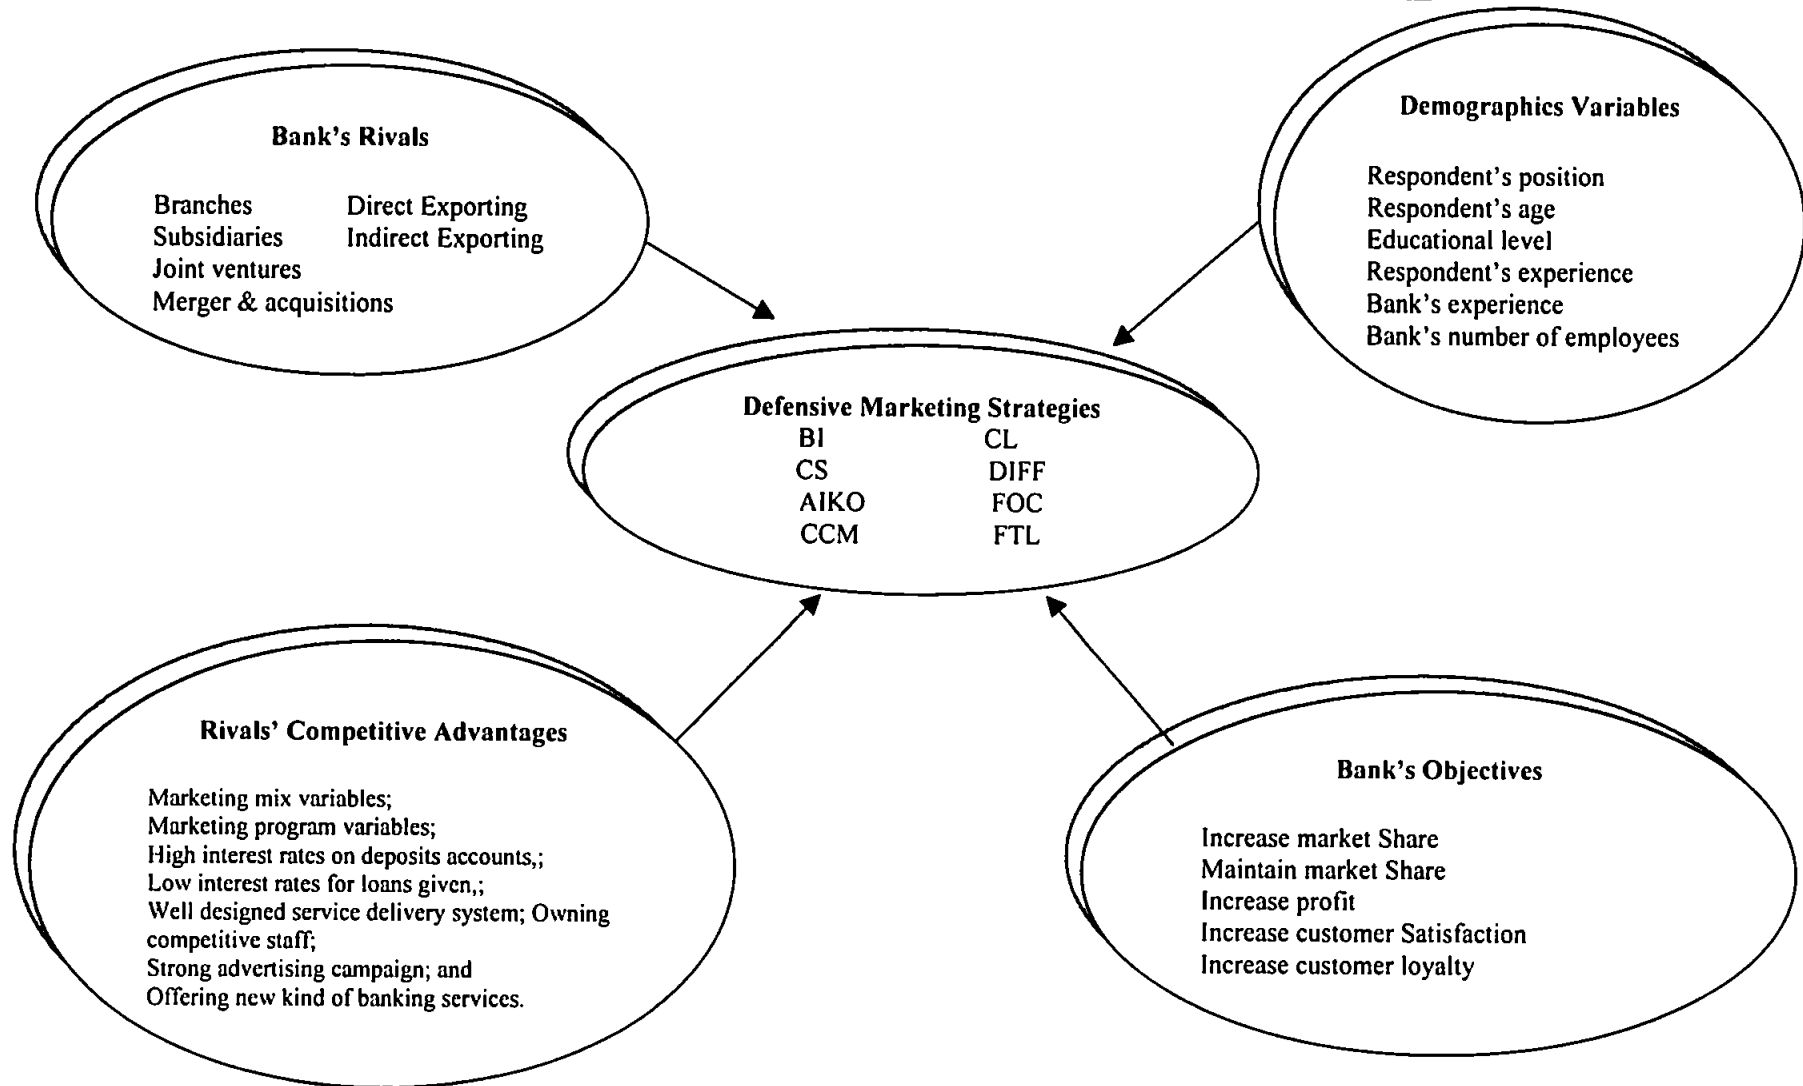 Bank's Rivals
Branches Direct Exporting
Subsidiaries Indirect Exporting
Joint ventures
Merger & acquisitions
Demographics Variables
Respondent's position
Respondent's age
Educational level
Respondent's experience
Bank's experience
Bank's number of employees
Defensive Marketing Strategies
BI CL
CS DIFF
AIKO FOC
CCM FTL
Rivals' Competitive Advantages
Marketing mix variables;
Marketing program variables;
High interest rates on deposits accounts,;
Low interest rates for loans given,;
Well designed service delivery system; Owning
competitive staff;
Strong advertising campaign; and
Offering new kind of banking services.
Bank's Objectives
Increase market Share
Maintain market Share
Increase profit
Increase customer Satisfaction
Increase customer loyalty